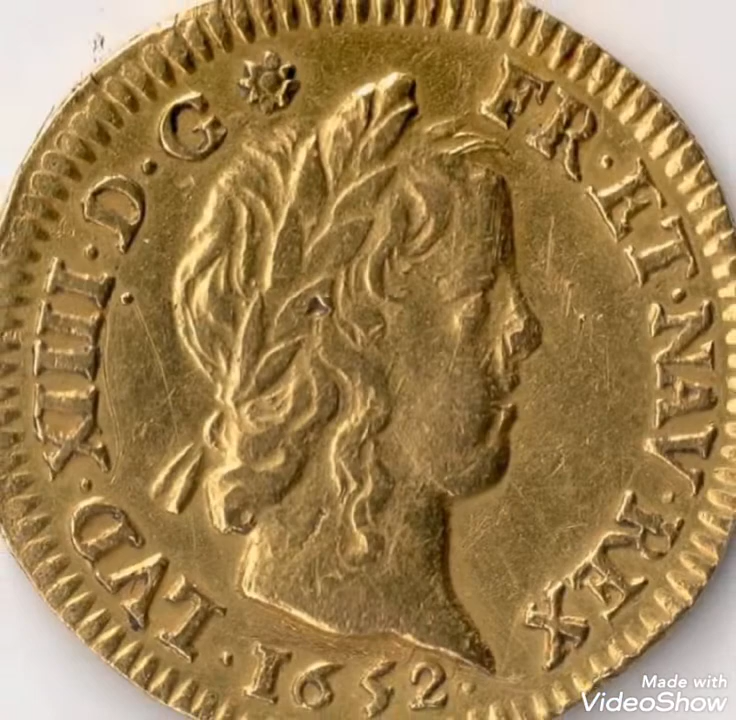 LVD·XIIII·D·G
FR·ET·NAV·REX
·1652·
Made with
VideoShow